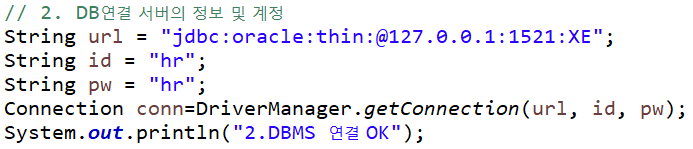 // 2. DB연결 서버의 정보 및 계정
String url = "jdbc:oracle:thin:@127.0.0.1:1521:XE";
String id = "hr";
String pw = "hr";
Connection conn=DriverManager.getConnection(url, id, pw);
System.out.println("2.DBMS 연결 OK");